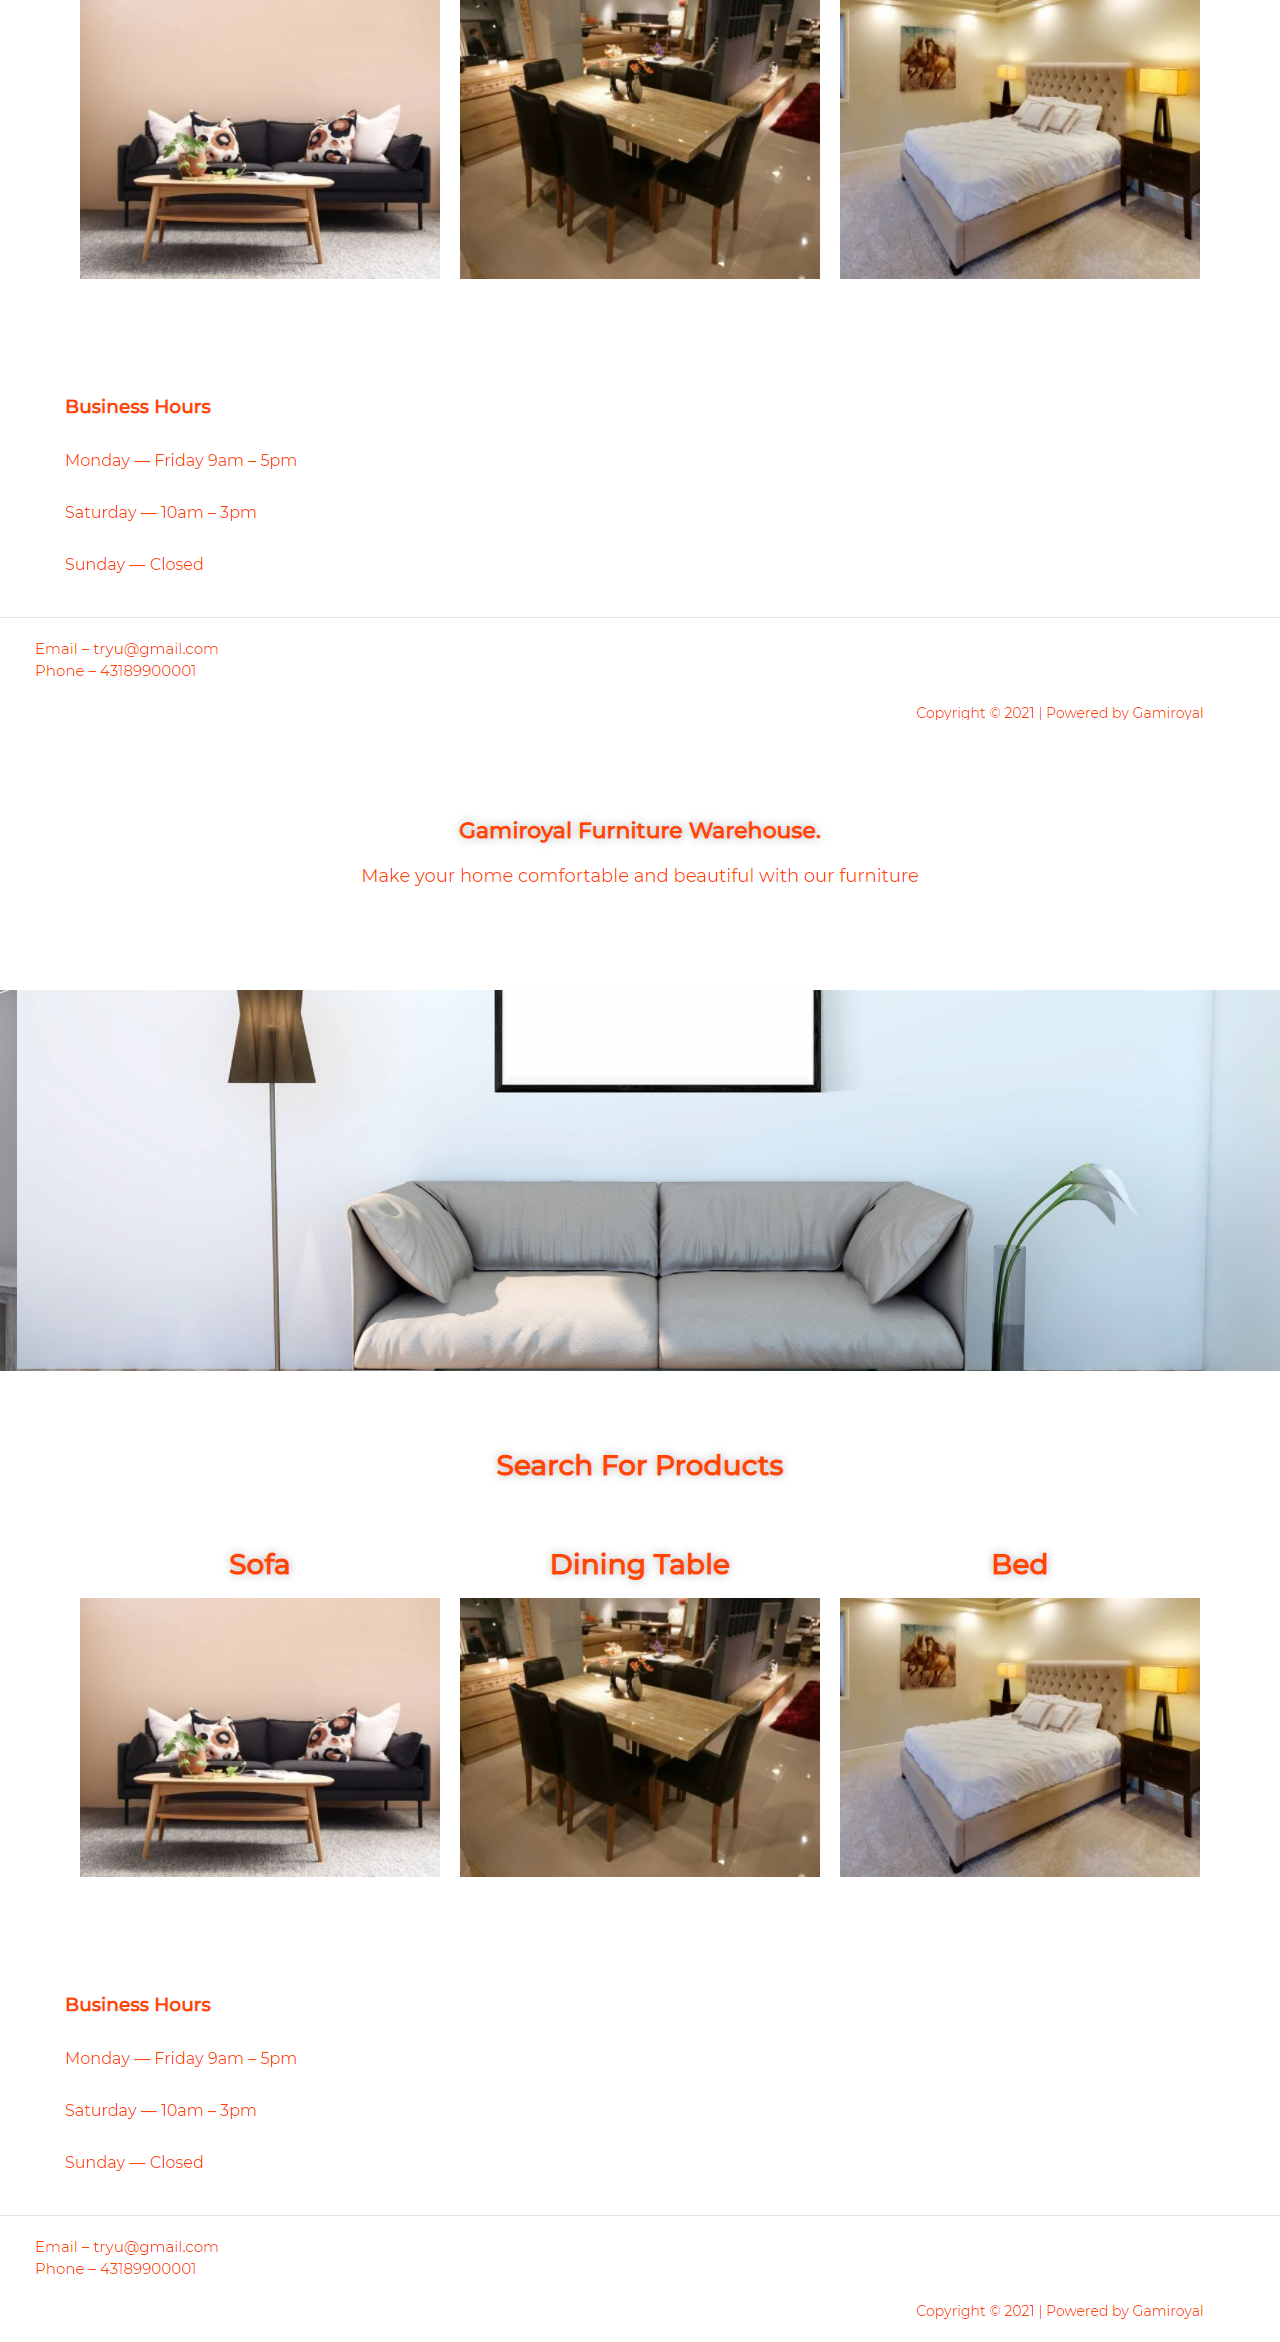 Business Hours
Monday — Friday 9am – 5pm
Saturday — 10am – 3pm
Sunday — Closed
Email – tryu@gmail.com
Phone – 43189900001
Copyright © 2021 | Powered by Gamiroyal
Gamiroyal Furniture Warehouse.
Make your home comfortable and beautiful with our furniture
Search For Products
Sofa
Dining Table
Bed
Business Hours
Monday — Friday 9am – 5pm
Saturday — 10am – 3pm
Sunday — Closed
Email – tryu@gmail.com
Phone – 43189900001
Copyright © 2021 | Powered by Gamiroyal